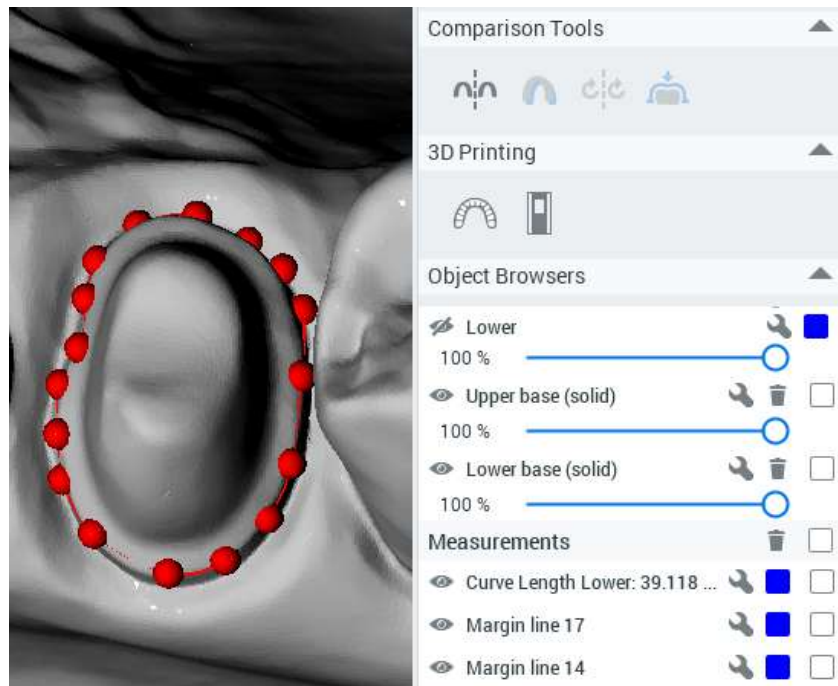 Comparison Tools
3D Printing
Object Browsers
Lower
100 %
Upper base (solid)
100 %
Lower base (solid)
100 %
Measurements
Curve Length Lower: 39.118 ...
Margin line 17
Margin line 14